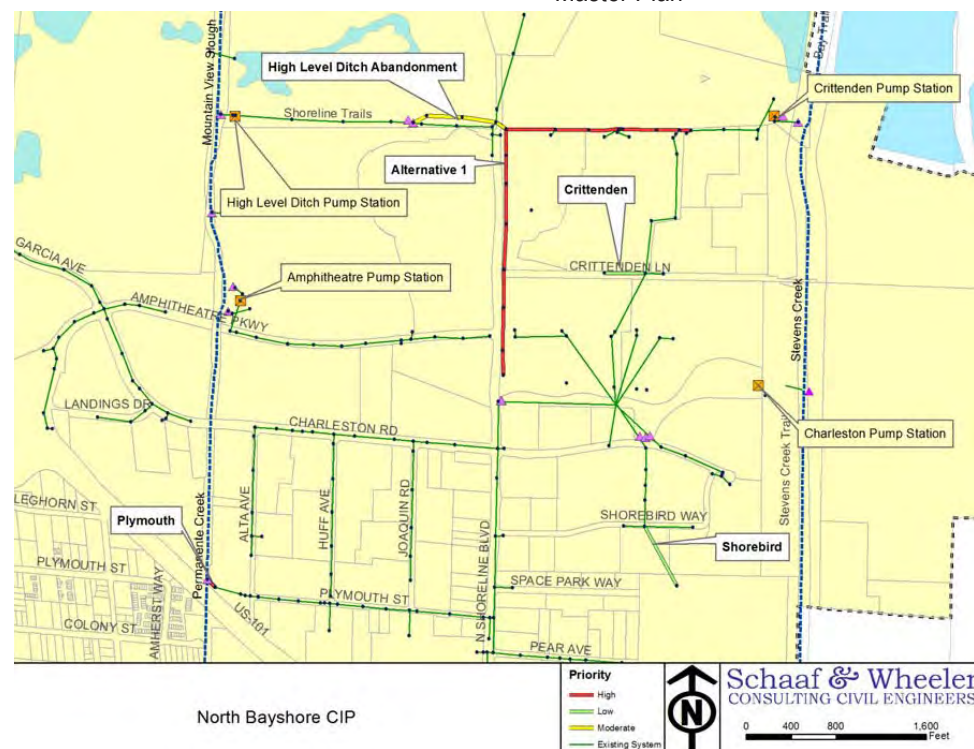 Master Plan
Mountain View Slough
High Level Ditch Abandonment
Shoreline Trails
Bay Trail
Crittenden Pump Station
Alternative 1
High Level Ditch Pump Station
Crittenden
CRITTENDEN LN
GARCIA AVE
Amphitheatre Pump Station
AMPHITHEATRE PKWY
Stevens Creek
LANDINGS DR
CHARLESTON RD
Charleston Pump Station
Stevens Creek Trail
LEGHORN ST
Plymouth
Permanente Creek
ALTA AVE
HUFF AVE
JOAQUIN RD
N SHORELINE BLVD
SHOREBIRD WAY
Shorebird
PLYMOUTH ST
AMHERST WAY
US-101
PLYMOUTH ST
SPACE PARK WAY
COLONY ST
PEAR AVE
North Bayshore CIP
Priority
High
Low
Moderate
Existing System
N
Schaaf & Wheeler
CONSULTING CIVIL ENGINEERS
0 400 800 1,600
Feet